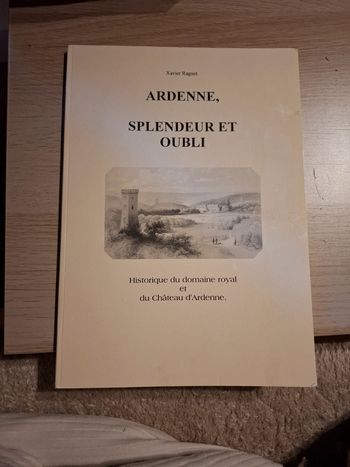 Xavier Raguet
ARDENNE,
SPLENDEUR ET
OUBLI
Historique du domaine royal
et
du Château d'Ardenne.